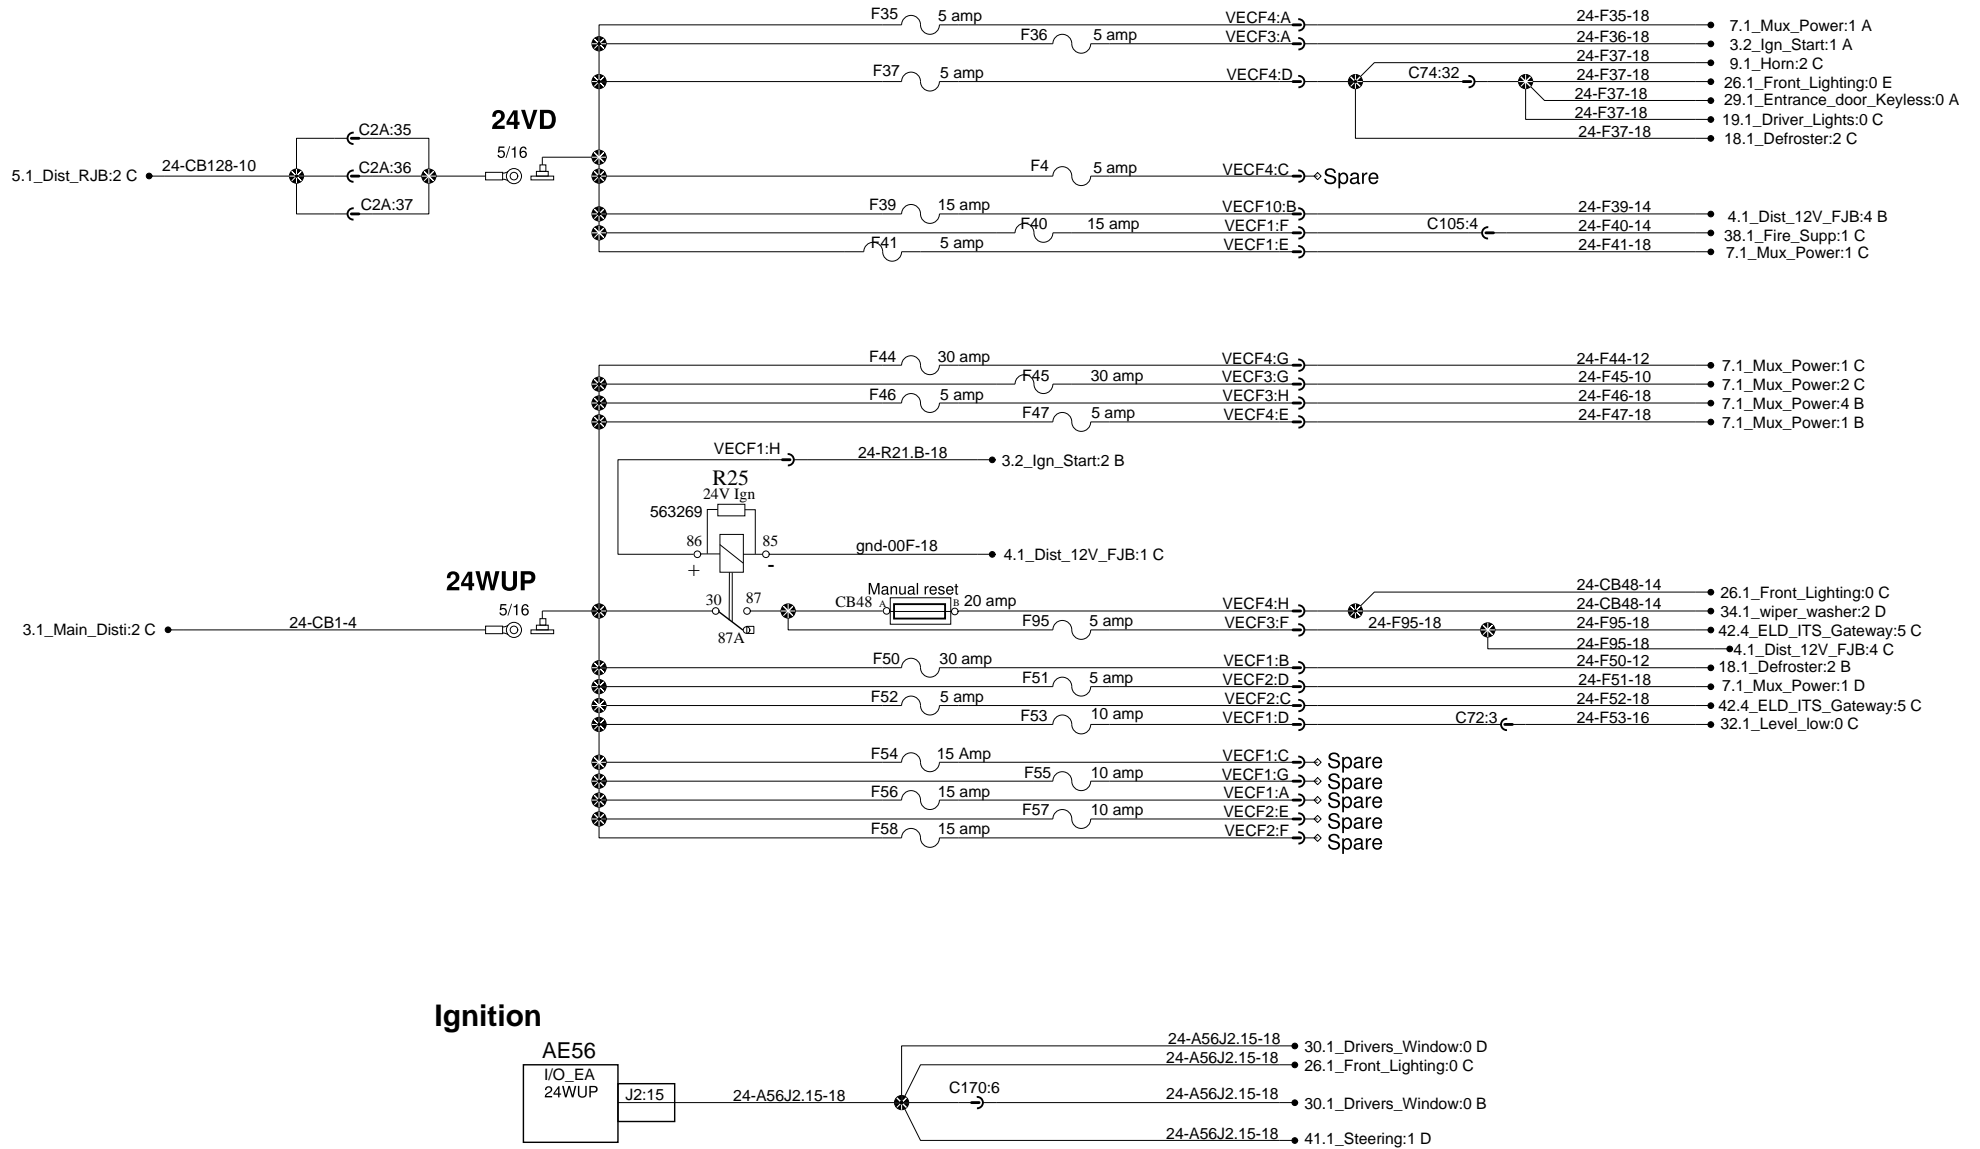 F35 5 amp VECF4:A 24-F35-18 7.1_Mux_Power:1 A
F36 5 amp VECF3:A 24-F36-18 3.2_Ign_Start:1 A
24-F37-18 9.1_Horn:2 C
F37 5 amp VECF4:D C74:32 24-F37-18 26.1_Front_Lighting:0 E
24-F37-18 29.1_Entrance_door_Keyless:0 A
24VD
24-F37-18 19.1_Driver_Lights:0 C
C2A:35 24-F37-18 18.1_Defroster:2 C
5/16
5.1_Dist_RJB:2 C 24-CB128-10 C2A:36 F4 5 amp VECF4:C Spare
C2A:37 F39 15 amp VECF10:B 24-F39-14 4.1_Dist_12V_FJB:4 B
F40 15 amp VECF1:F C105:4 24-F40-14 38.1_Fire_Supp:1 C
F41 5 amp VECF1:E 24-F41-18 7.1_Mux_Power:1 C
F44 30 amp VECF4:G 24-F44-12 7.1_Mux_Power:1 C
F45 30 amp VECF3:G 24-F45-10 7.1_Mux_Power:2 C
F46 5 amp VECF3:H 24-F46-18 7.1_Mux_Power:4 B
F47 5 amp VECF4:E 24-F47-18 7.1_Mux_Power:1 B
VECF1:H 24-R21.B-18 3.2_Ign_Start:2 B
R25
24V Ign
563269
86 85 gnd-00F-18 4.1_Dist_12V_FJB:1 C
+ -
24WUP
Manual reset 24-CB48-14 26.1_Front_Lighting:0 C
5/16 30 87 CB48 A B 20 amp VECF4:H 24-CB48-14 34.1_wiper_washer:2 D
3.1_Main_Disti:2 C 24-CB1-4 87A F95 5 amp VECF3:F 24-F95-18 24-F95-18 42.4_ELD_ITS_Gateway:5 C
24-F95-18 4.1_Dist_12V_FJB:4 C
F50 30 amp VECF1:B 24-F50-12 18.1_Defroster:2 B
F51 5 amp VECF2:D 24-F51-18 7.1_Mux_Power:1 D
F52 5 amp VECF2:C 24-F52-18 42.4_ELD_ITS_Gateway:5 C
F53 10 amp VECF1:D C72:3 24-F53-16 32.1_Level_low:0 C
F54 15 Amp VECF1:C Spare
F55 10 amp VECF1:G Spare
F56 15 amp VECF1:A Spare
F57 10 amp VECF2:E Spare
F58 15 amp VECF2:F Spare
Ignition
AE56
I/O_EA
24WUP
J2:15 24-A56J2.15-18
24-A56J2.15-18 30.1_Drivers_Window:0 D
24-A56J2.15-18 26.1_Front_Lighting:0 C
C170:6 24-A56J2.15-18 30.1_Drivers_Window:0 B
24-A56J2.15-18 41.1_Steering:1 D